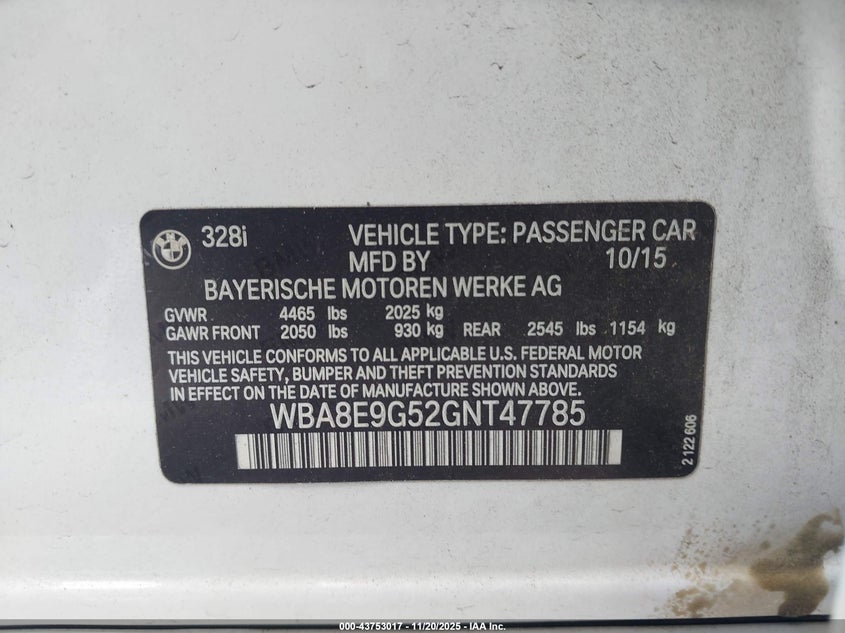 328i VEHICLE TYPE: PASSENGER CAR
MFD BY 10/15
BAYERISCHE MOTOREN WERKE AG
GVWR 4465 lbs 2025 kg
GAWR FRONT 2050 lbs 930 kg REAR 2545 lbs 1154 kg
THIS VEHICLE CONFORMS TO ALL APPLICABLE U.S. FEDERAL MOTOR
VEHICLE SAFETY, BUMPER AND THEFT PREVENTION STANDARDS
IN EFFECT ON THE DATE OF MANUFACTURE SHOWN ABOVE.
WBA8E9G52GNT47785
2 122 606
000-43753017 - 11/20/2025 - IAA Inc.